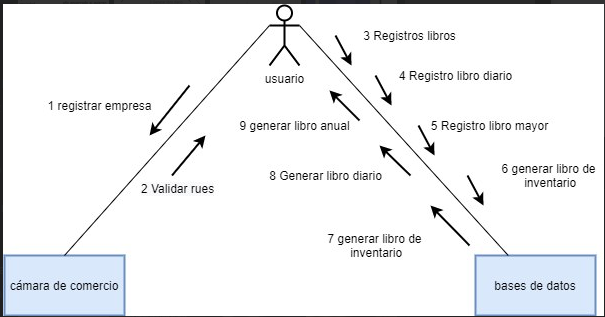 3 Registros libros
usuario
4 Registro libro diario
1 registrar empresa
9 generar libro anual
5 Registro libro mayor
2 Validar rues
8 Generar libro diario
6 generar libro de
inventario
7 generar libro de
inventario
cámara de comercio
bases de datos